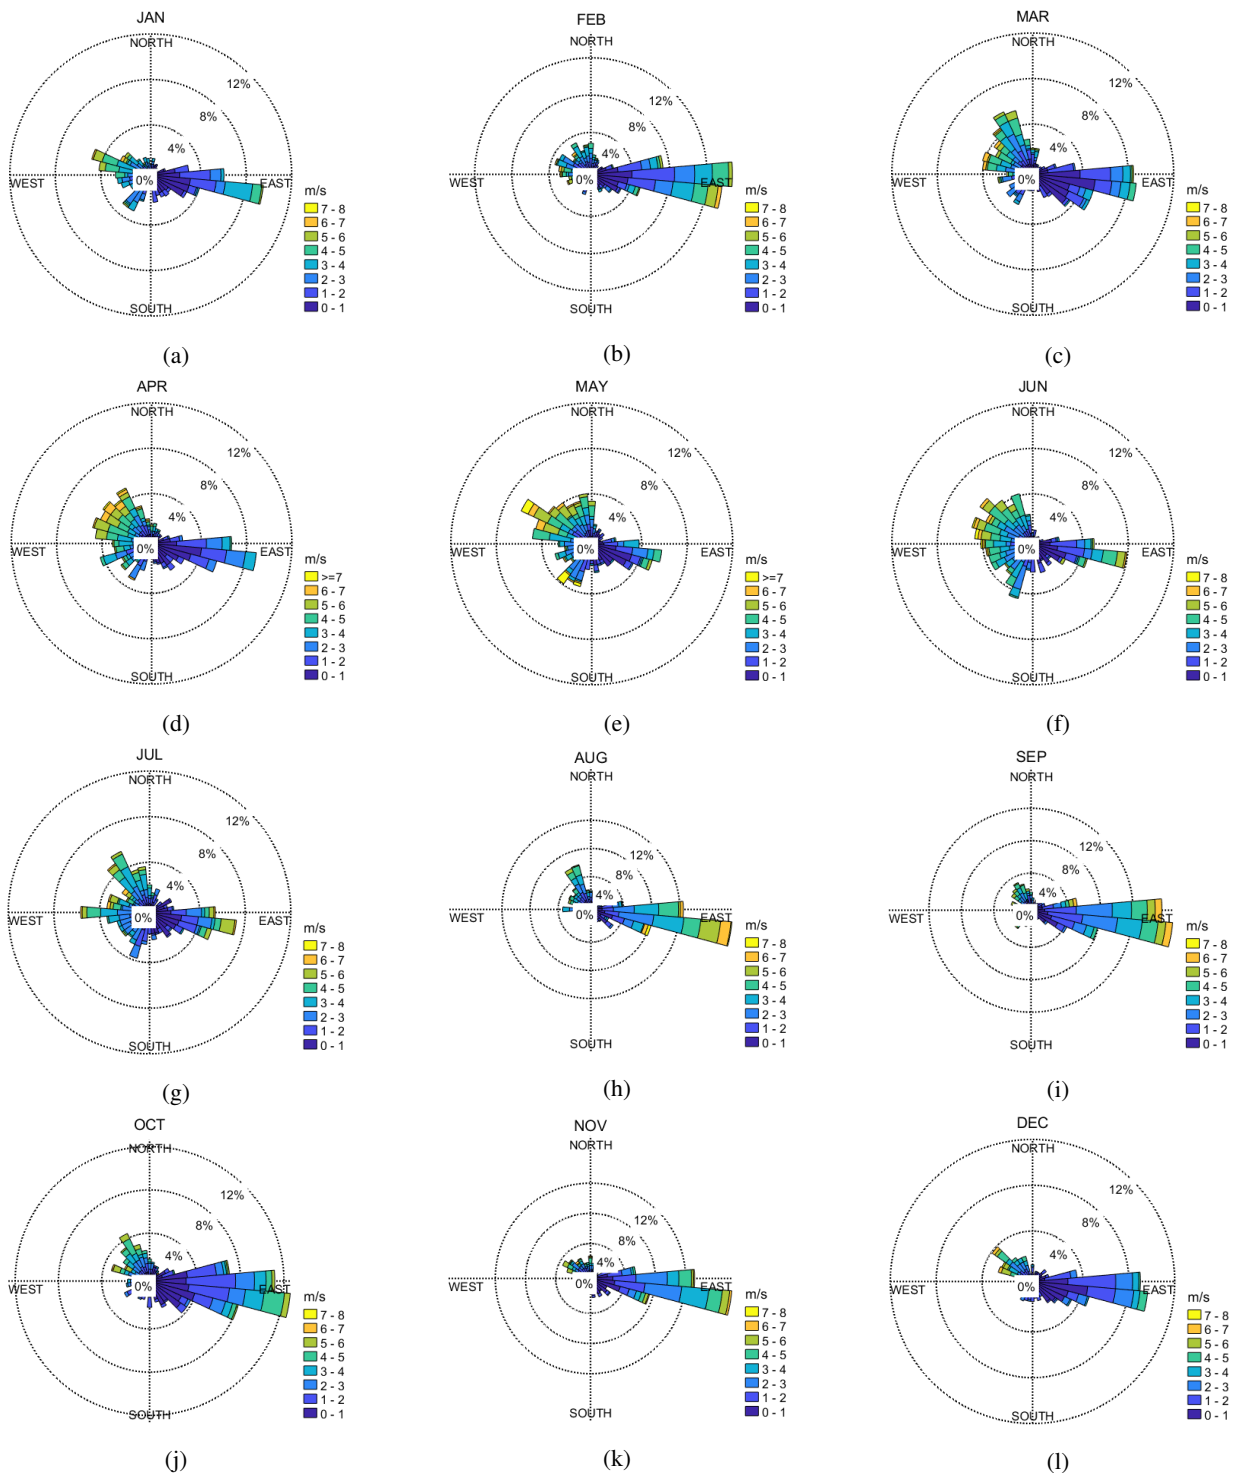 JAN
NORTH
12%
8%
4%
0%
WEST
EAST
SOUTH
m/s
7 - 8
6 - 7
5 - 6
4 - 5
3 - 4
2 - 3
1 - 2
0 - 1
(a)
FEB
NORTH
12%
8%
4%
0%
WEST
EAST
SOUTH
m/s
7 - 8
6 - 7
5 - 6
4 - 5
3 - 4
2 - 3
1 - 2
0 - 1
(b)
MAR
NORTH
12%
8%
4%
0%
WEST
EAST
SOUTH
m/s
7 - 8
6 - 7
5 - 6
4 - 5
3 - 4
2 - 3
1 - 2
0 - 1
(c)
APR
NORTH
12%
8%
4%
0%
WEST
EAST
SOUTH
m/s
>=7
6 - 7
5 - 6
4 - 5
3 - 4
2 - 3
1 - 2
0 - 1
(d)
MAY
NORTH
12%
8%
4%
0%
WEST
EAST
SOUTH
m/s
>=7
6 - 7
5 - 6
4 - 5
3 - 4
2 - 3
1 - 2
0 - 1
(e)
JUN
NORTH
12%
8%
4%
0%
WEST
EAST
SOUTH
m/s
7 - 8
6 - 7
5 - 6
4 - 5
3 - 4
2 - 3
1 - 2
0 - 1
(f)
JUL
NORTH
12%
8%
4%
0%
WEST
EAST
SOUTH
m/s
7 - 8
6 - 7
5 - 6
4 - 5
3 - 4
2 - 3
1 - 2
0 - 1
(g)
AUG
NORTH
12%
8%
4%
0%
WEST
EAST
SOUTH
m/s
7 - 8
6 - 7
5 - 6
4 - 5
3 - 4
2 - 3
1 - 2
0 - 1
(h)
SEP
NORTH
12%
8%
4%
0%
WEST
EAST
SOUTH
m/s
7 - 8
6 - 7
5 - 6
4 - 5
3 - 4
2 - 3
1 - 2
0 - 1
(i)
OCT
NORTH
12%
8%
4%
0%
WEST
EAST
SOUTH
m/s
7 - 8
6 - 7
5 - 6
4 - 5
3 - 4
2 - 3
1 - 2
0 - 1
(j)
NOV
NORTH
12%
8%
4%
0%
WEST
EAST
SOUTH
m/s
7 - 8
6 - 7
5 - 6
4 - 5
3 - 4
2 - 3
1 - 2
0 - 1
(k)
DEC
NORTH
12%
8%
4%
0%
WEST
EAST
SOUTH
m/s
7 - 8
6 - 7
5 - 6
4 - 5
3 - 4
2 - 3
1 - 2
0 - 1
(l)